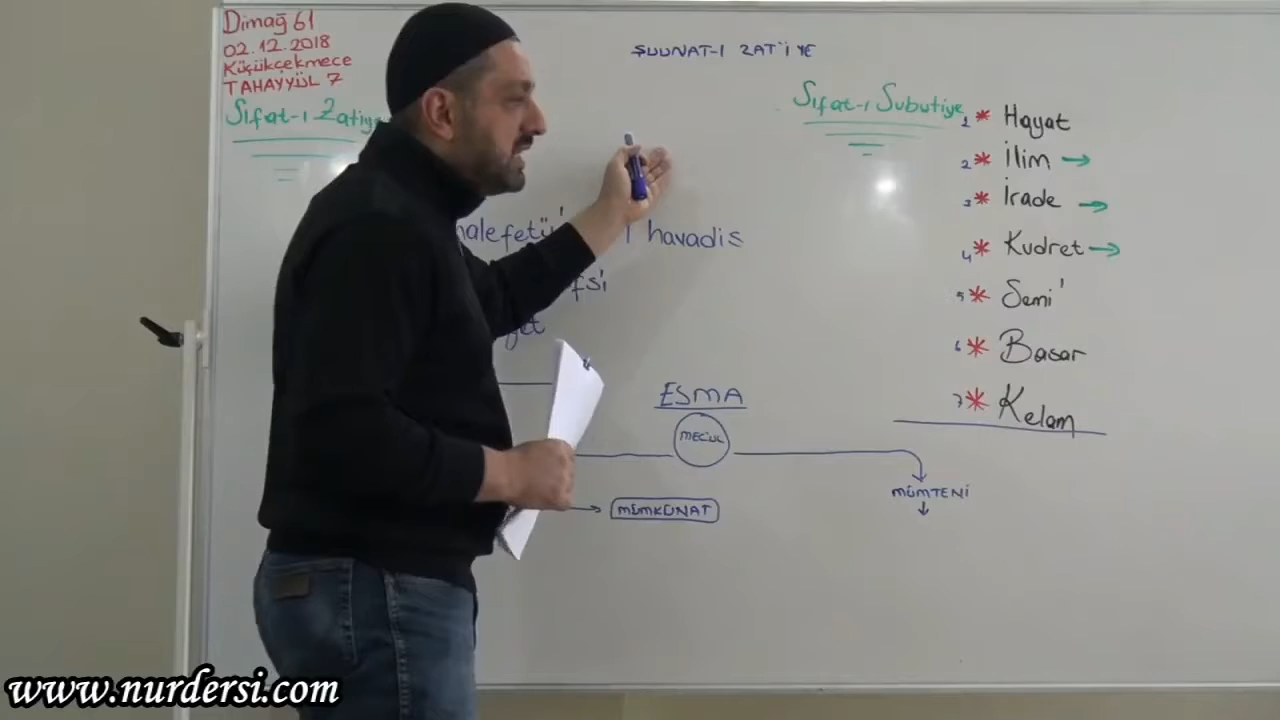 Dimağ 61
02.12.2018
Küçükçekmece
TAHAYYÜL 7
Sıfat-ı Zatiye
ŞUUNAT-I ZAT'İYE
halefetü'
l havadis
efsi
yet
Sıfat-ı Subutiye
1 * Hayat
2 * İlim →
3 * İrade →
4 * Kudret →
5 * Semi'
6 * Basar
7 * Kelam
ESMA
MEC'UL
MÜMKÜNAT
MÜMTENİ
www.nurdersi.com